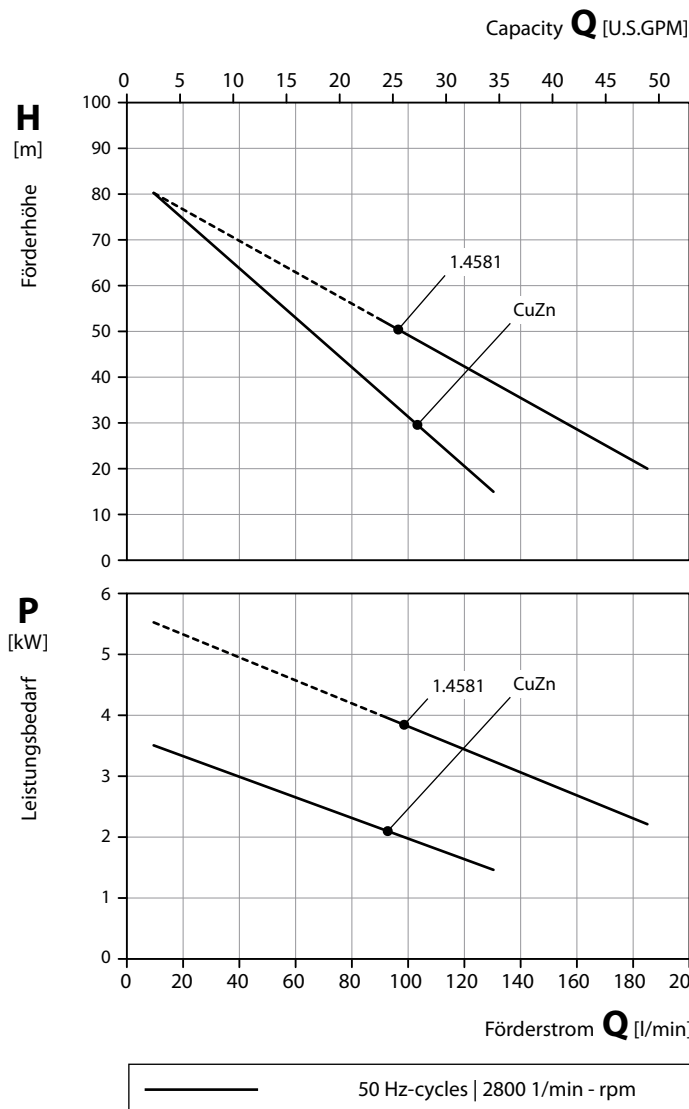 Capacity Q [U.S.GPM]
0 5 10 15 20 25 30 35 40 45 50
H
[m]
Förderhöhe
100
90
80
70
60
50
40
30
20
10
0
1.4581
CuZn
P
[kW]
Leistungsbedarf
6
5
4
3
2
1
0
1.4581
CuZn
0 20 40 60 80 100 120 140 160 180 20
Förderstrom Q [l/min]
50 Hz-cycles | 2800 1/min - rpm